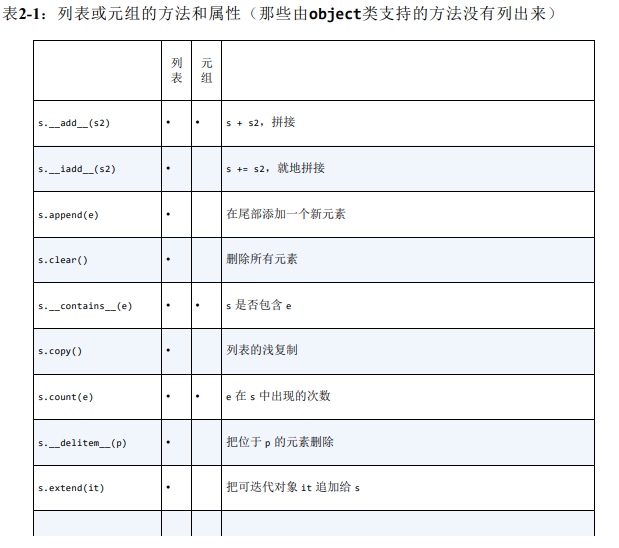 表2-1：列表或元组的方法和属性（那些由object类支持的方法没有列出来）
列表 元组
s.__add__(s2) • • s + s2，拼接
s.__iadd__(s2) • s += s2，就地拼接
s.append(e) • 在尾部添加一个新元素
s.clear() • 删除所有元素
s.__contains__(e) • • s 是否包含 e
s.copy() • 列表的浅复制
s.count(e) • • e 在 s 中出现的次数
s.__delitem__(p) • 把位于 p 的元素删除
s.extend(it) • 把可迭代对象 it 追加给 s